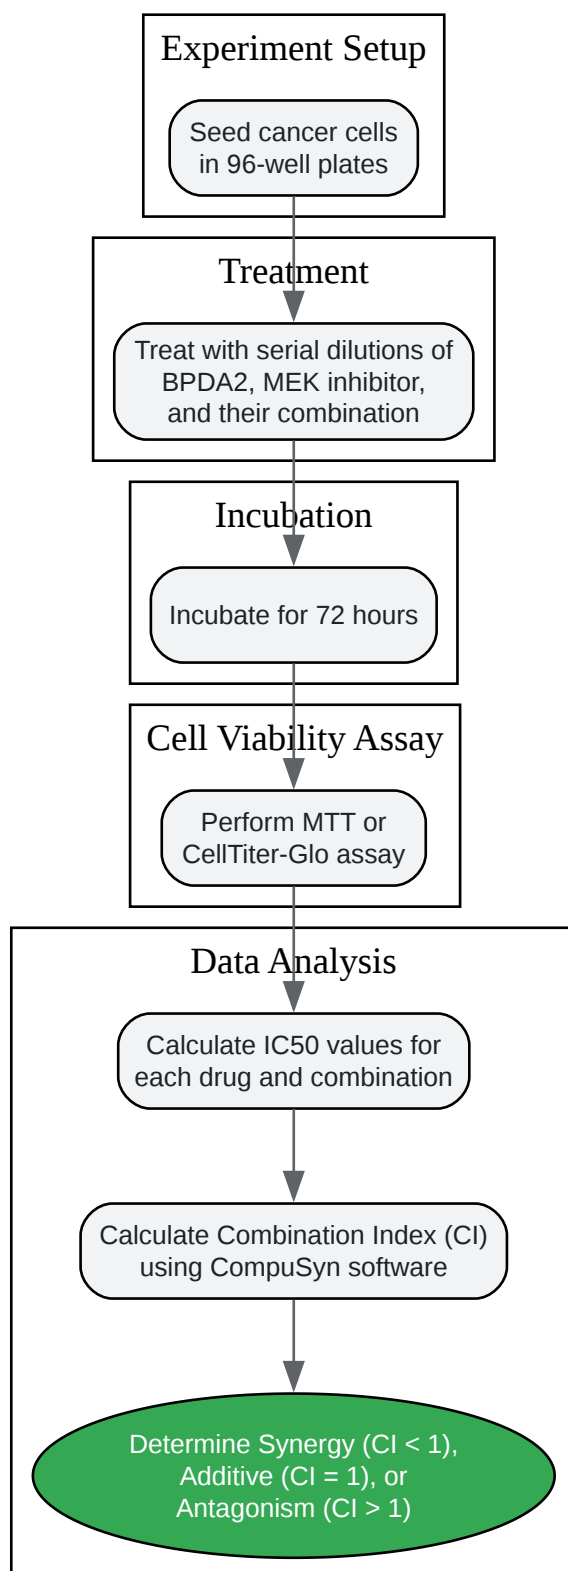 Experiment Setup
Seed cancer cells
in 96-well plates
Treatment
Treat with serial dilutions of
BPDA2, MEK inhibitor,
and their combination
Incubation
Incubate for 72 hours
Cell Viability Assay
Perform MTT or
CellTiter-Glo assay
Data Analysis
Calculate IC50 values for
each drug and combination
Calculate Combination Index (CI)
using CompuSyn software
Determine Synergy (CI < 1),
Additive (CI = 1), or
Antagonism (CI > 1)